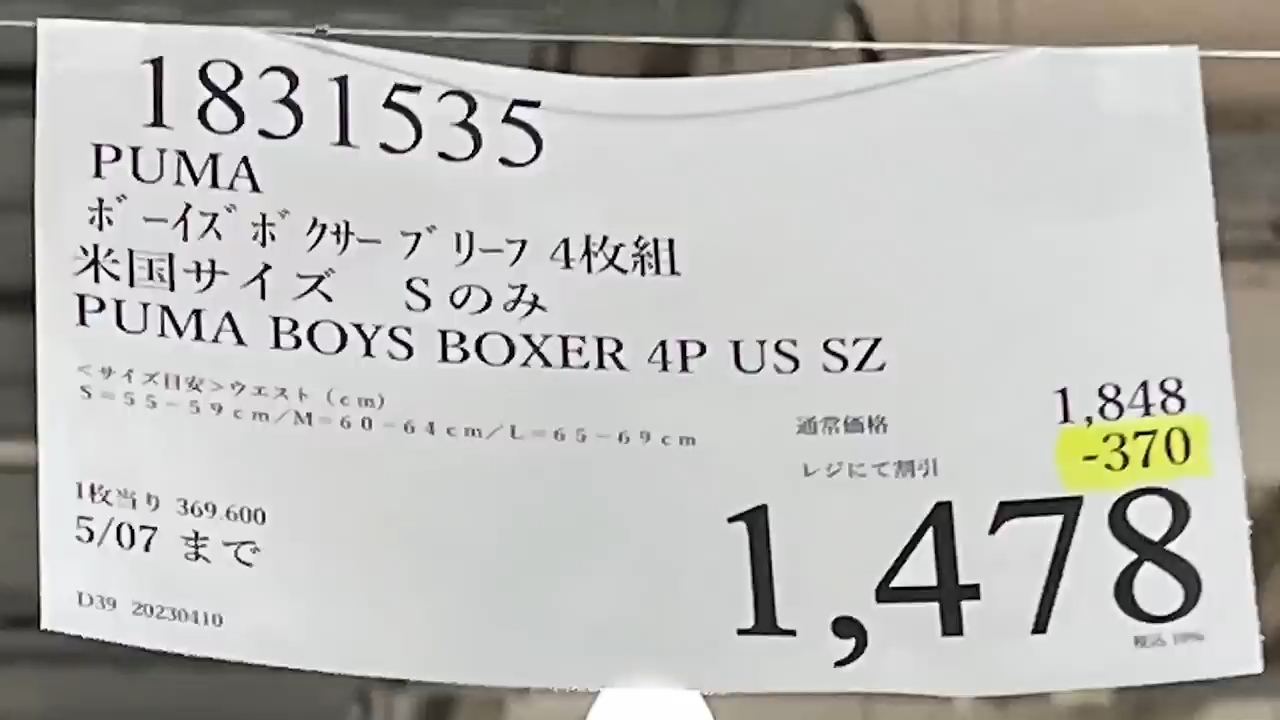 1831535
PUMA
ﾎﾞｰｲｽﾞﾎﾞｸｻｰﾌﾞﾘｰﾌ 4枚組
米国サイズ　Sのみ
PUMA BOYS BOXER 4P US SZ
＜サイズ目安＞ウエスト（ｃｍ）
S＝５５－５９ｃｍ／M＝６０－６４ｃｍ／L＝６５－６９ｃｍ
通常価格 1,848
レジにて割引 -370
1,478
税込 10%
1枚当り 369.600
5/07 まで
D39 20230410